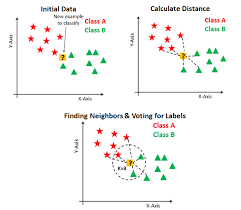 Initial Data
Class A
Class B
New example
to classify
?
Y-Axis
X-Axis
Calculate Distance
Class A
Class B
?
Y-Axis
X-Axis
Finding Neighbors & Voting for Labels
Class A
Class B
?
K=3
Y-Axis
X-Axis